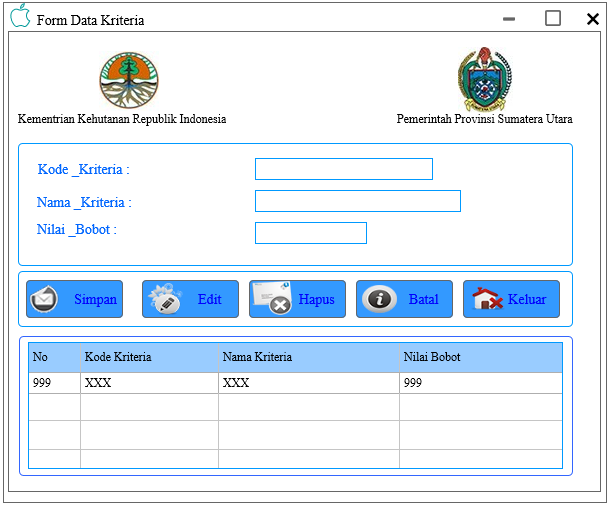 Form Data Kriteria
Kementrian Kehutanan Republik Indonesia
Pemerintah Provinsi Sumatera Utara
Kode _Kriteria :
Nama _Kriteria :
Nilai _Bobot :
Simpan Edit Hapus Batal Keluar
No Kode Kriteria Nama Kriteria Nilai Bobot
999 XXX XXX 999